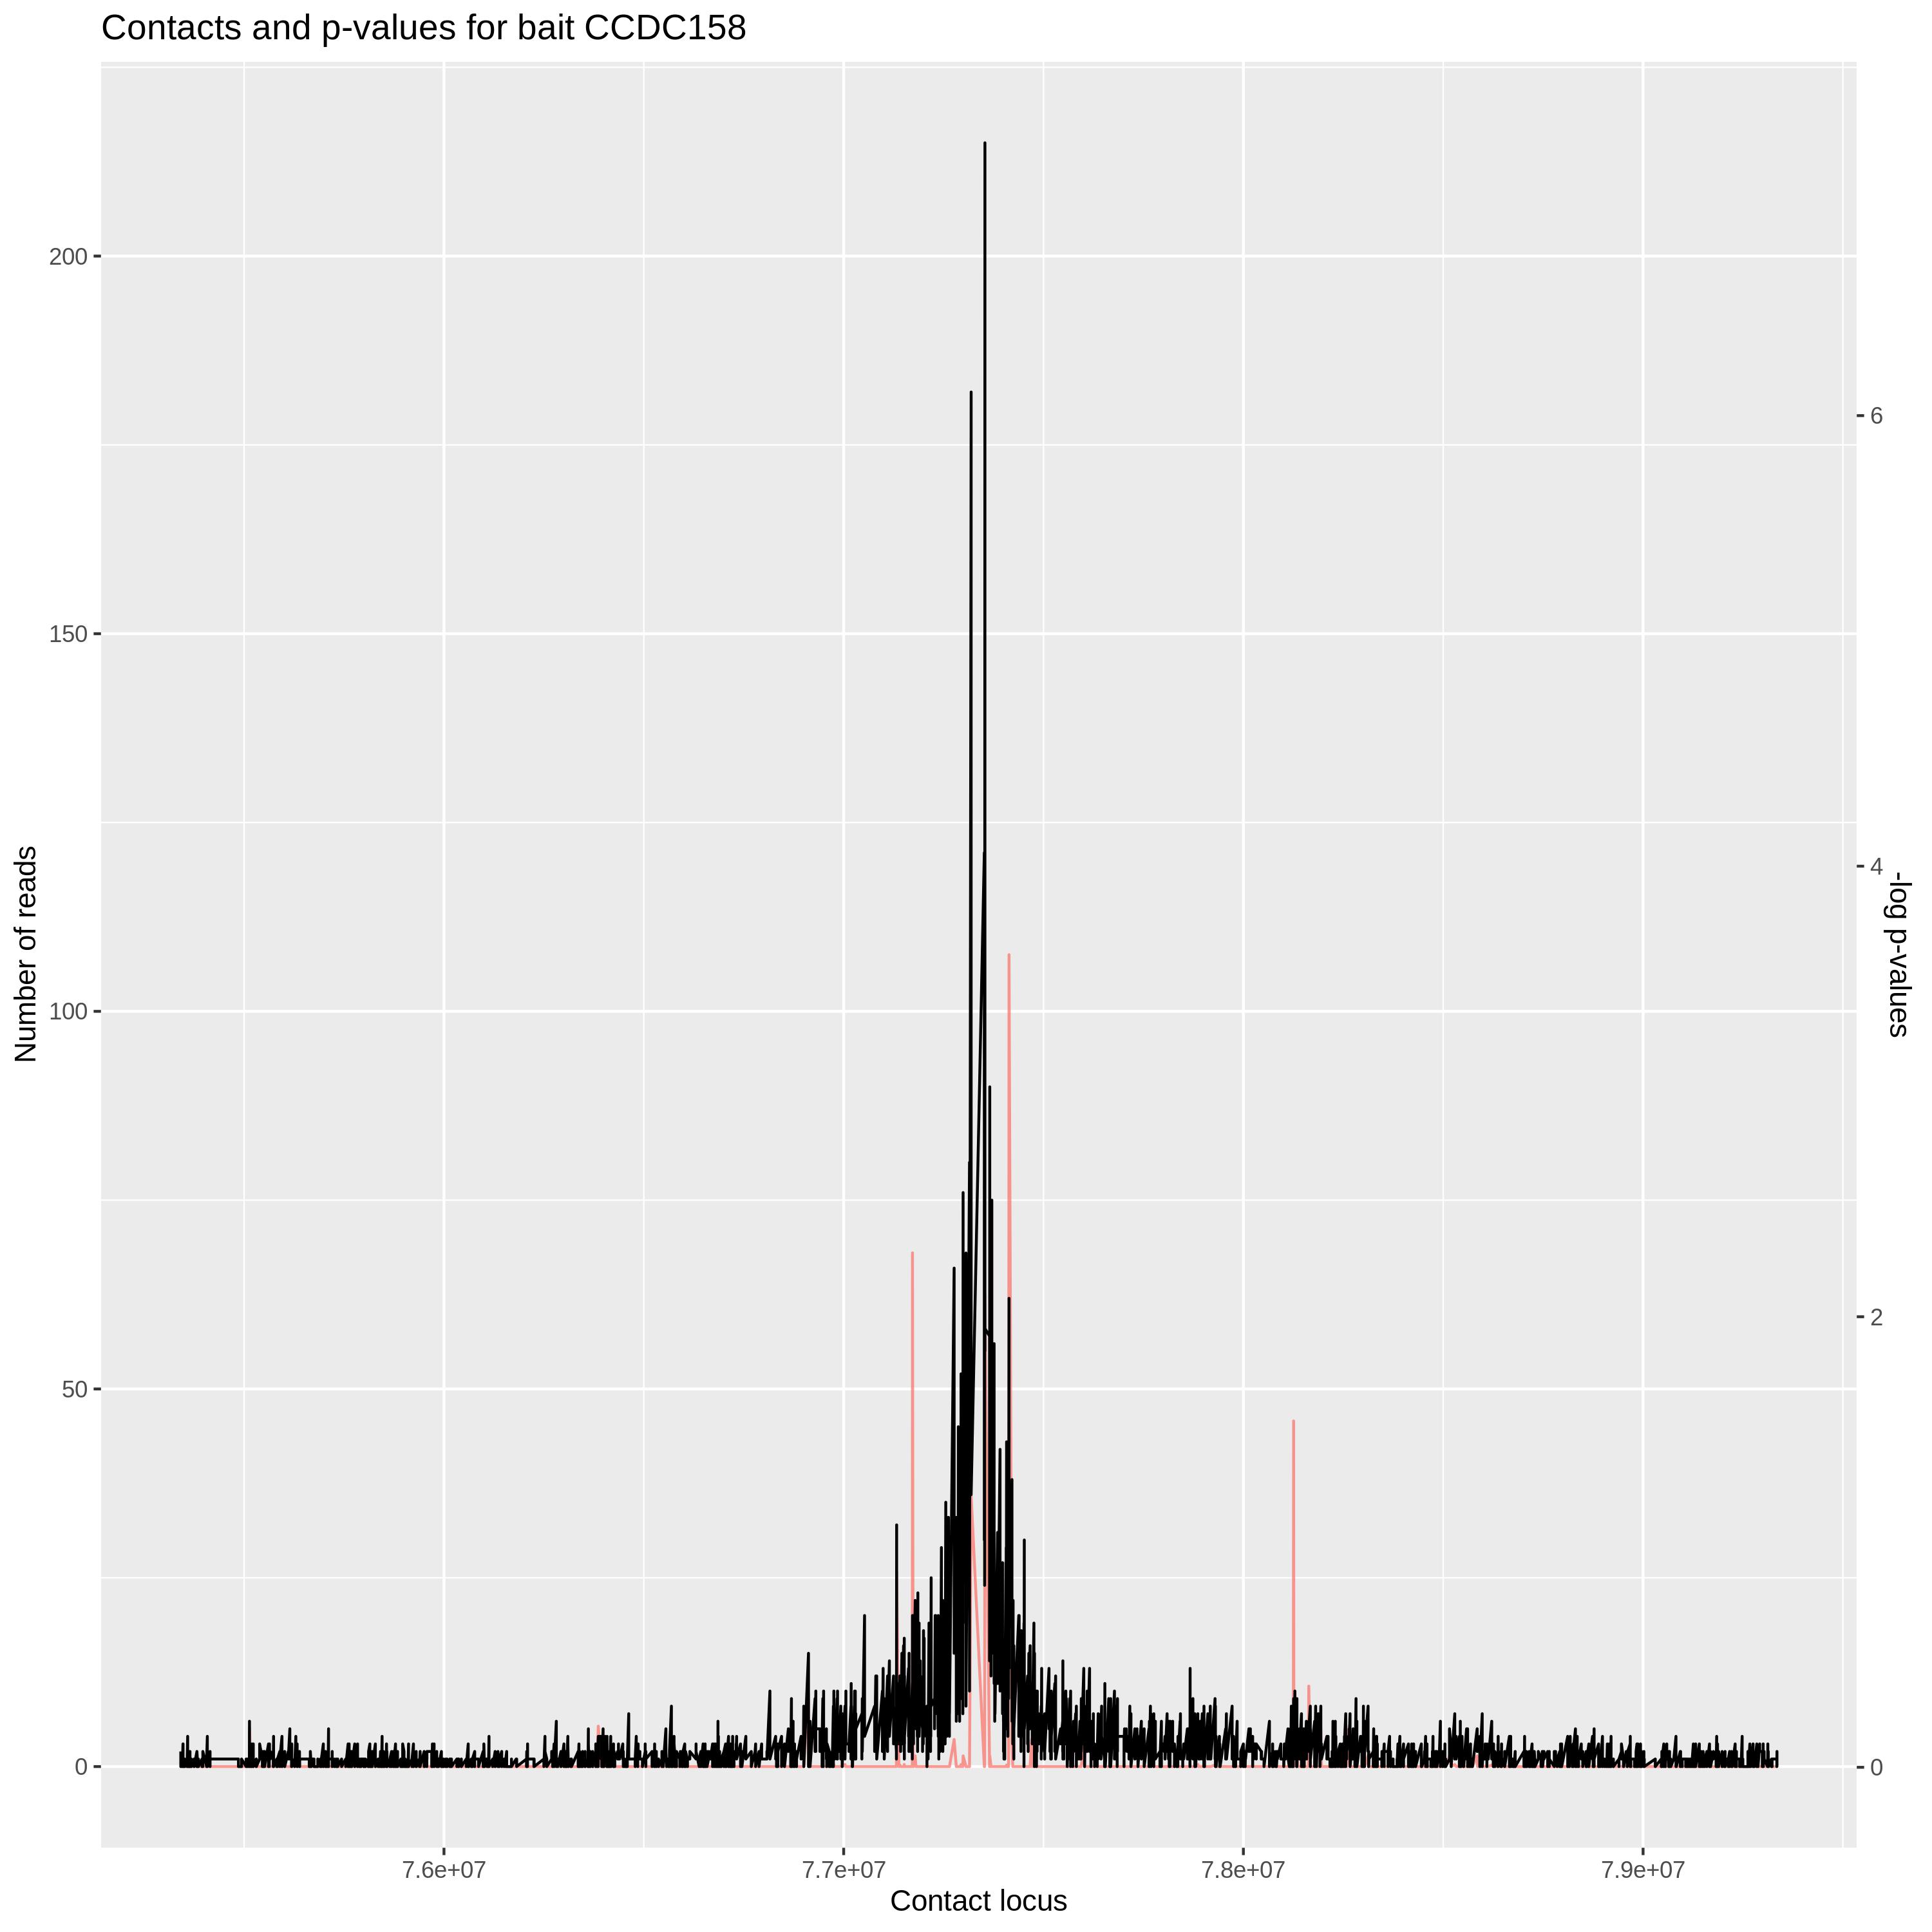 Contacts and p-values for bait CCDC158
Number of reads
200
150
100
50
0
6
4
2
0
-log p-values
7.6e+07
7.7e+07
7.8e+07
7.9e+07
Contact locus